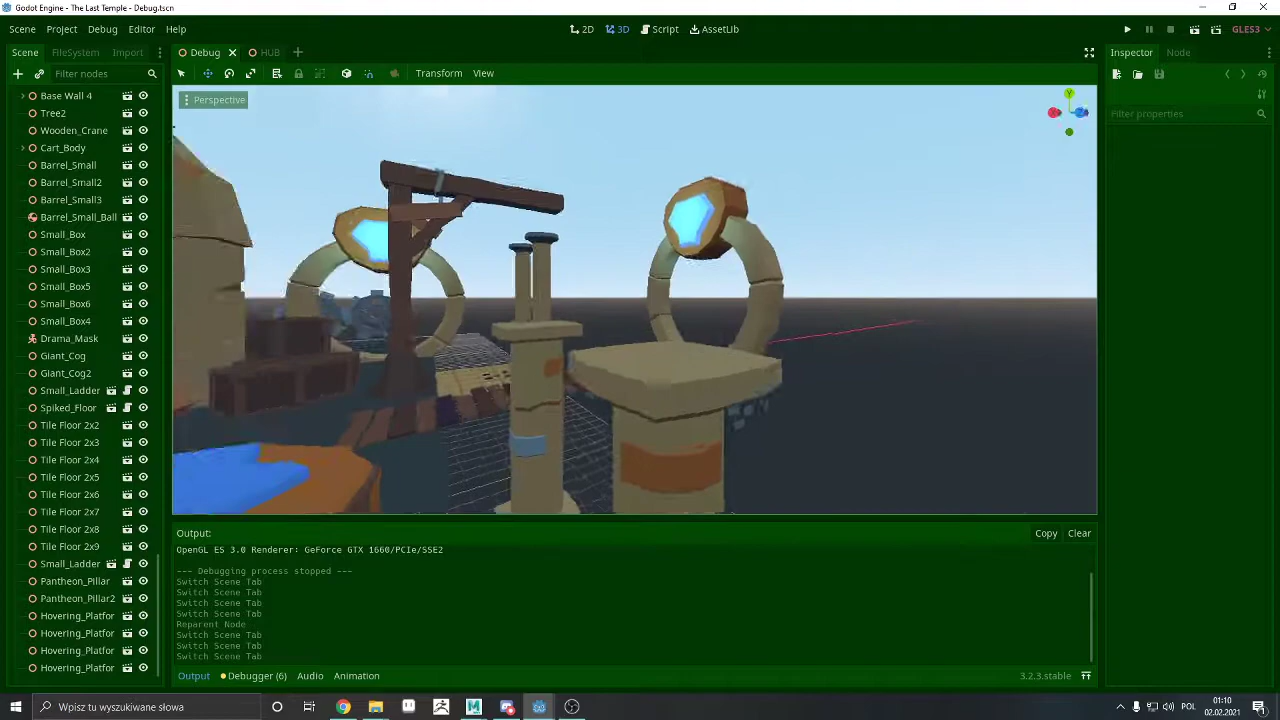 Godot Engine - The Last Temple - Debug.tscn
Scene Project Debug Editor Help
2D 3D Script AssetLib
GLES3
Scene FileSystem Import
Debug HUB
Inspector Node
Filter nodes
Transform View
Perspective
Y
Filter properties
Base Wall 4
Tree2
Wooden_Crane
Cart_Body
Barrel_Small
Barrel_Small2
Barrel_Small3
Barrel_Small_Ball
Small_Box
Small_Box2
Small_Box3
Small_Box5
Small_Box6
Small_Box4
Drama_Mask
Giant_Cog
Giant_Cog2
Small_Ladder
Spiked_Floor
Tile Floor 2x2
Tile Floor 2x3
Tile Floor 2x4
Tile Floor 2x5
Tile Floor 2x6
Tile Floor 2x7
Tile Floor 2x8
Tile Floor 2x9
Small_Ladder
Pantheon_Pillar
Pantheon_Pillar2
Hovering_Platfor
Hovering_Platfor
Hovering_Platfor
Hovering_Platfor
Output:
Copy Clear
OpenGL ES 3.0 Renderer: GeForce GTX 1660/PCIe/SSE2
--- Debugging process stopped ---
Switch Scene Tab
Switch Scene Tab
Switch Scene Tab
Switch Scene Tab
Reparent Node
Switch Scene Tab
Switch Scene Tab
Switch Scene Tab
Output Debugger (6) Audio Animation
3.2.3.stable
Wpisz tu wyszukiwane słowa
POL
01:10
02.02.2021